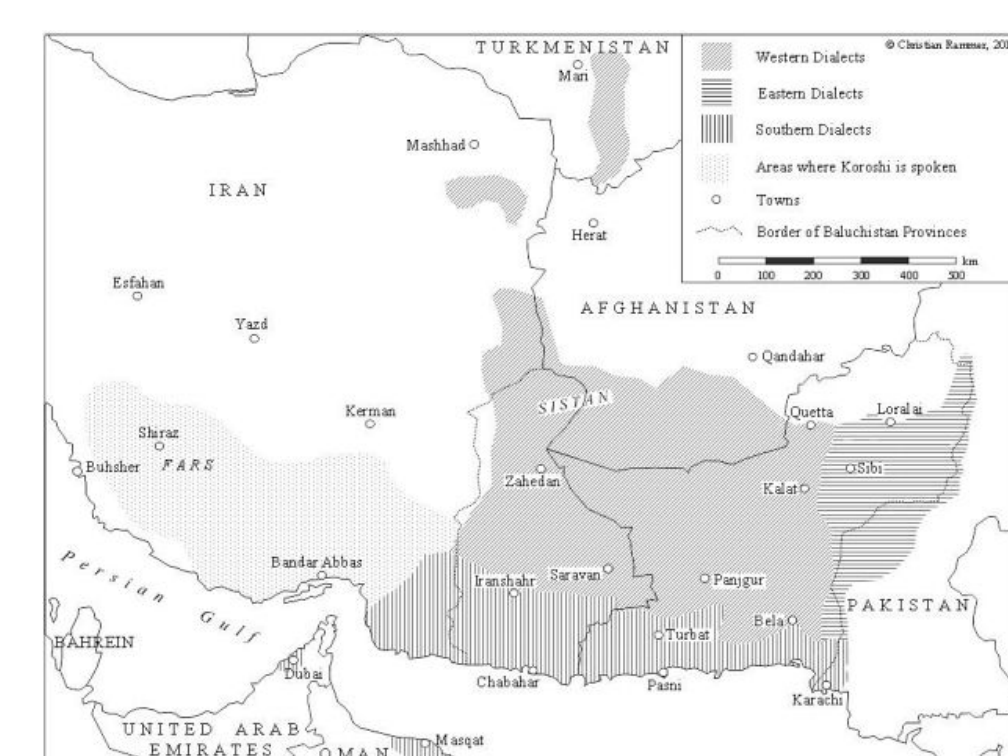 © Christian Rammer, 20
TURKMENISTAN
Mari
Western Dialects
Eastern Dialects
Southern Dialects
Areas where Koroshi is spoken
Towns
Border of Baluchistan Provinces
km
0 100 200 300 400 500
Mashhad
IRAN
Herat
Esfahan
AFGHANISTAN
Yazd
Qandahar
SISTAN
Kerman
Quetta
Loralai
Shiraz
Buhsher
FARS
Zahedan
Sibi
Kalat
Bandar Abbas
Persian Gulf
Iranshahr
Saravan
Panjgur
PAKISTAN
Bela
Turbat
BAHREIN
Dubai
Chabahar
Pasni
Karachi
UNITED ARAB
EMIRATES
OMAN
Masqat